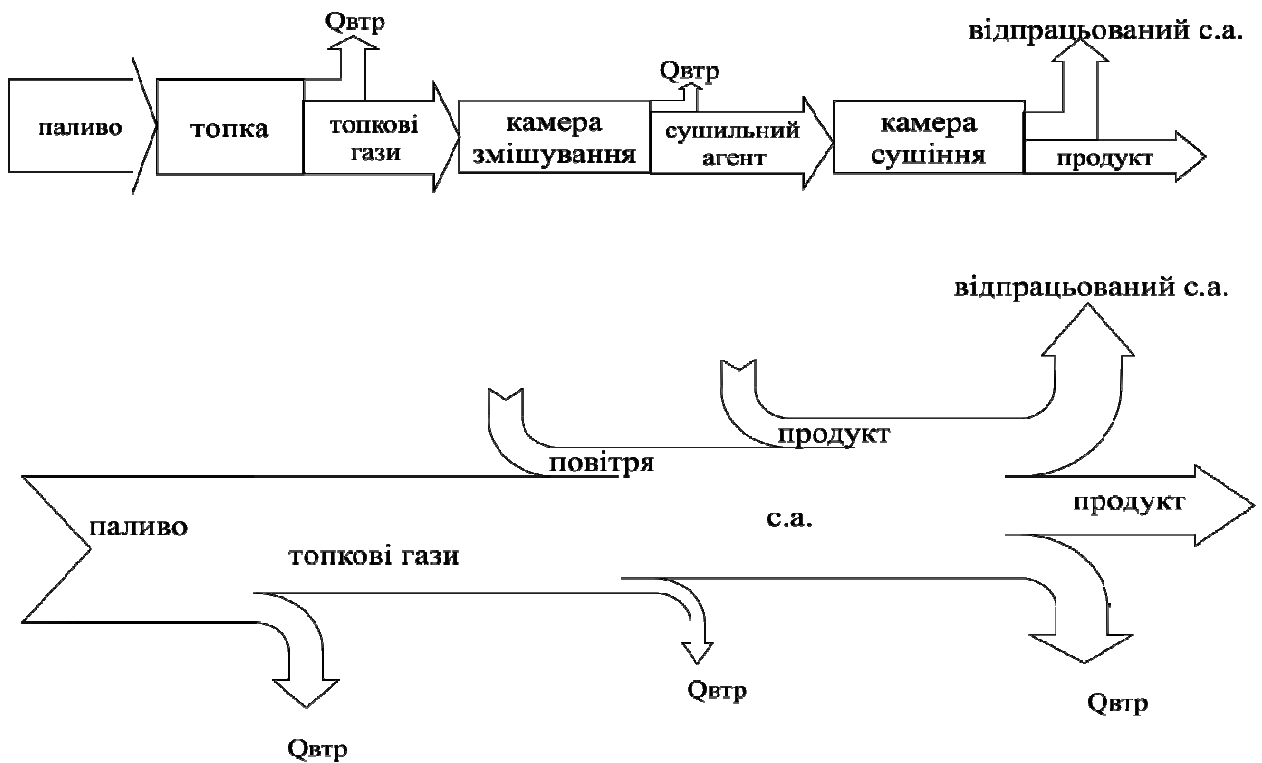 Qвтр
відпрацьований с.а.
Qвтр
паливо
топка
топкові
гази
камера
змішування
сушильний
агент
камера
сушіння
продукт
відпрацьований с.а.
продукт
повітря
паливо
с.а.
продукт
топкові гази
Qвтр
Qвтр
Qвтр